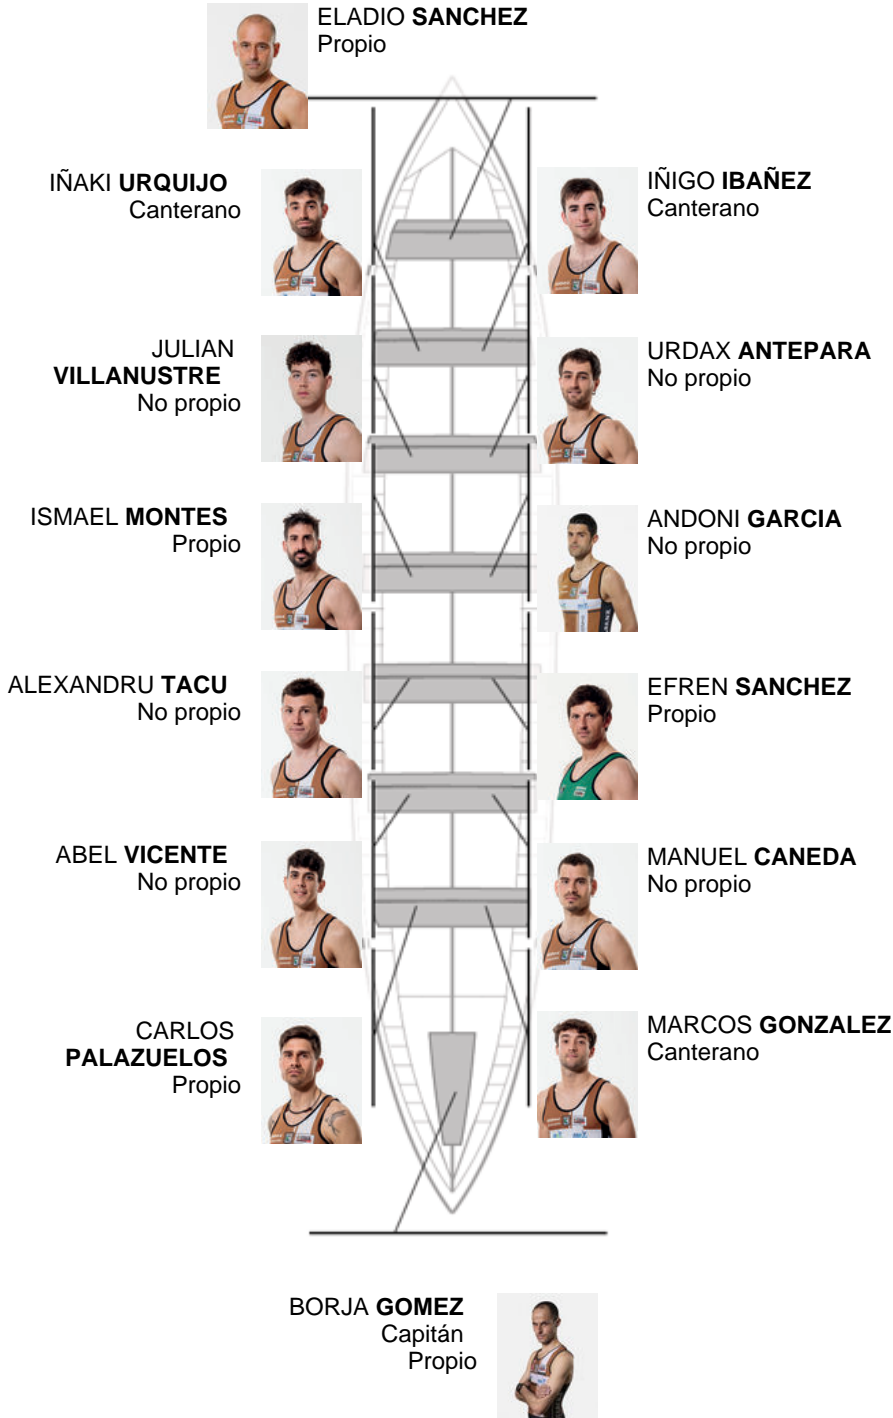 ELADIO SANCHEZ
Propio
IÑAKI URQUIJO
Canterano
IÑIGO IBAÑEZ
Canterano
JULIAN
VILLANUSTRE
No propio
URDAX ANTEPARA
No propio
ISMAEL MONTES
Propio
ANDONI GARCIA
No propio
ALEXANDRU TACU
No propio
EFREN SANCHEZ
Propio
ABEL VICENTE
No propio
MANUEL CANEDA
No propio
CARLOS
PALAZUELOS
Propio
MARCOS GONZALEZ
Canterano
BORJA GOMEZ
Capitán
Propio